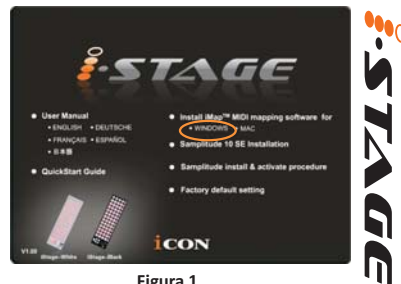 i·STAGE
User Manual
• ENGLISH • DEUTSCHE
• FRANÇAIS • ESPAÑOL
• 日本語
QuickStart Guide
Install iMap™ MIDI mapping software for
• WINDOWS • MAC
Samplitude 10 SE Installation
Samplitude install & activate procedure
Factory default setting
iCON
V1.00
iStage-White iStage-Black
Figura 1
i·STAGE